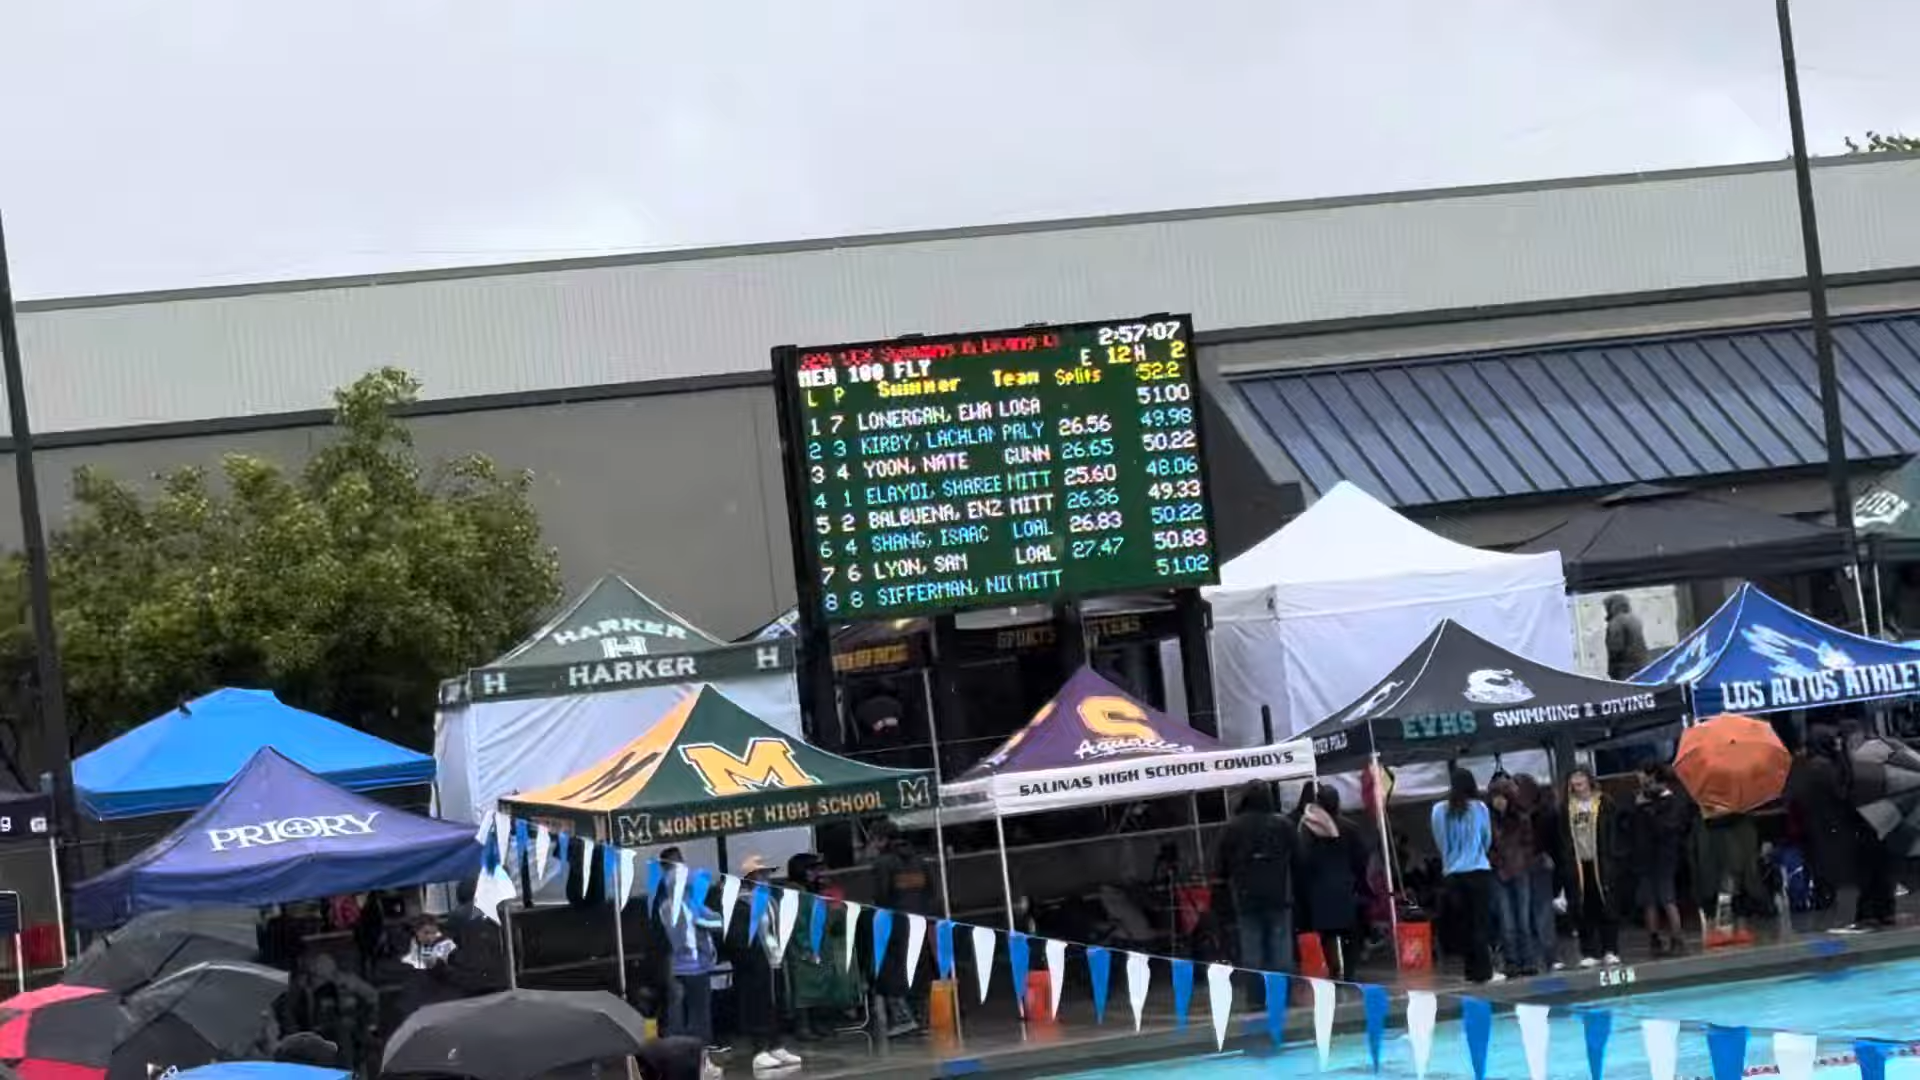 2:57:07
MEN 100 FLY E 12 H 2
L P Swimmer Team Splits 52.2
1 7 LONERGAN, EWA LOGA 51.00
2 3 KIRBY, LACHLAN PALY 26.56 49.98
3 4 YOON, NATE GUNN 26.65 50.22
4 1 ELAYDI, SHAREE MITT 25.60 48.06
5 2 BALBUENA, ENZ MITT 26.36 49.33
6 4 SHANG, ISAAC LOAL 26.83 50.22
7 6 LYON, SAM LOAL 27.47 50.83
8 8 SIFFERMAN, NI( MITT 51.02
HARKER
H
H HARKER H
PRIORY
M
M MONTEREY HIGH SCHOOL M
S
Aquatics
SALINAS HIGH SCHOOL COWBOYS
EVHS SWIMMING & DIVING
LOS ALTOS ATHLE